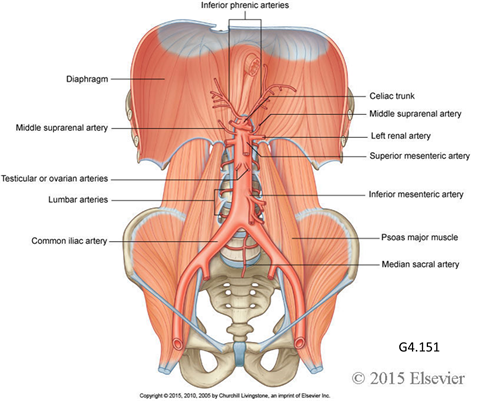 Inferior phrenic arteries
Diaphragm
Celiac trunk
Middle suprarenal artery
Middle suprarenal artery
Left renal artery
Superior mesenteric artery
Testicular or ovarian arteries
Lumbar arteries
Inferior mesenteric artery
Common iliac artery
Psoas major muscle
Median sacral artery
G4.151
© 2015 Elsevier
Copyright © 2015, 2010, 2005 by Churchill Livingstone, an imprint of Elsevier Inc.